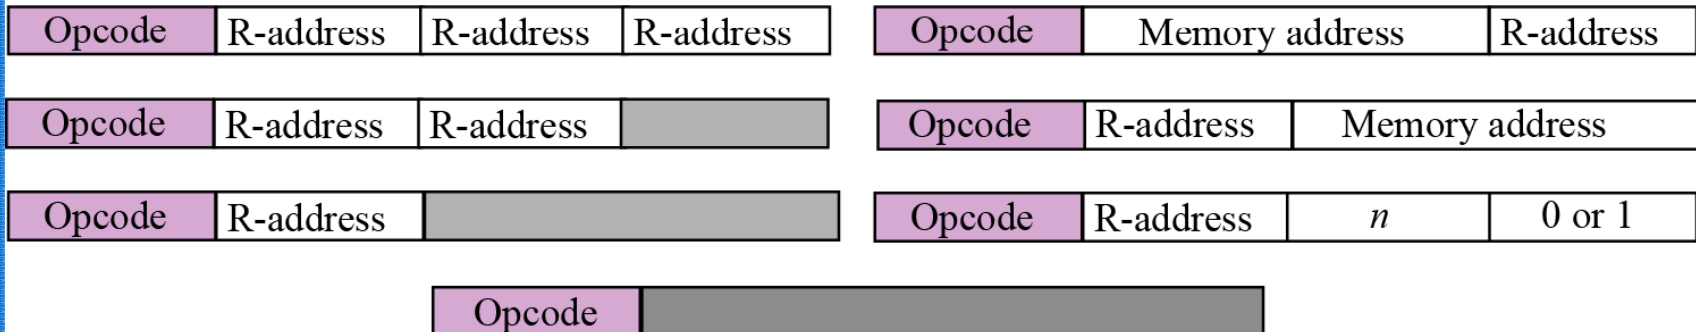 Opcode R-address R-address R-address Opcode Memory address R-address
Opcode R-address R-address Opcode R-address Memory address
Opcode R-address Opcode R-address n 0 or 1
Opcode